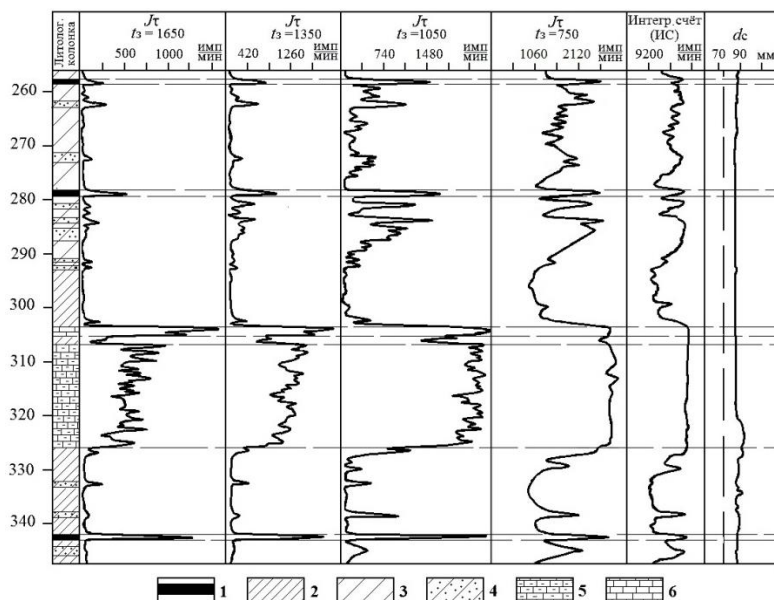 Литолог. колонка
Jτ
tз = 1650
500 1000 имп/мин
Jτ
tз = 1350
420 1260 имп/мин
Jτ
tз = 1050
740 1480 имп/мин
Jτ
tз = 750
1060 2120 имп/мин
Интегр. счёт
(ИС)
9200 имп/мин
dс
70 90 мм
260
270
280
290
300
310
320
330
340
1 2 3 4 5 6